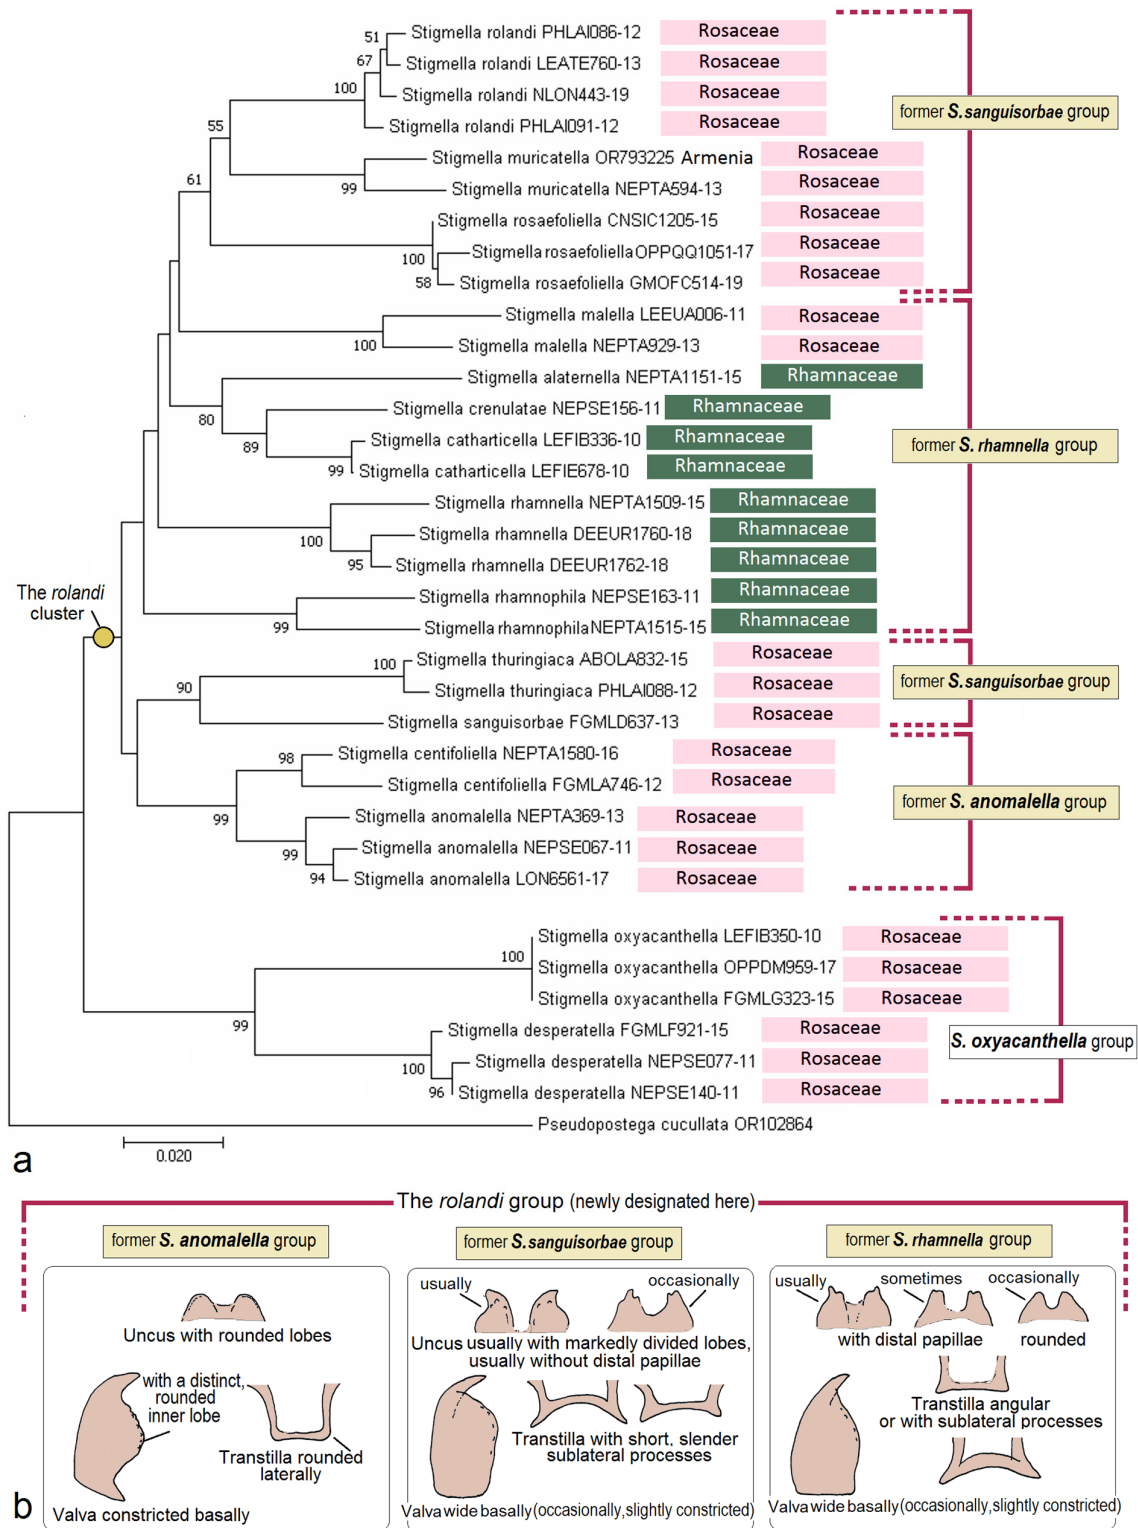 51
Stigmella rolandi PHLAI086-12 Rosaceae
67
Stigmella rolandi LEATE760-13 Rosaceae
100
Stigmella rolandi NLON443-19 Rosaceae
former S. sanguisorbae group
55
Stigmella rolandi PHLAI091-12 Rosaceae
Stigmella muricatella OR793225 Armenia Rosaceae
61
99
Stigmella muricatella NEPTA594-13 Rosaceae
Stigmella rosaefoliella CNSIC1205-15 Rosaceae
Stigmella rosaefoliella OPPQQ1051-17 Rosaceae
100
58
Stigmella rosaefoliella GMOFC514-19 Rosaceae
Stigmella malella LEEUA006-11 Rosaceae
100
Stigmella malella NEPTA929-13 Rosaceae
Stigmella alaternella NEPTA1151-15 Rhamnaceae
80
Stigmella crenulatae NEPSE156-11 Rhamnaceae
89
Stigmella catharticella LEFIB336-10 Rhamnaceae
former S. rhamnella group
99
Stigmella catharticella LEFIE678-10 Rhamnaceae
Stigmella rhamnella NEPTA1509-15 Rhamnaceae
100
Stigmella rhamnella DEEUR1760-18 Rhamnaceae
95
Stigmella rhamnella DEEUR1762-18 Rhamnaceae
The rolandi
cluster
Stigmella rhamnophila NEPSE163-11 Rhamnaceae
99
Stigmella rhamnophila NEPTA1515-15 Rhamnaceae
100
Stigmella thuringiaca ABOLA832-15 Rosaceae
90
Stigmella thuringiaca PHLAI088-12 Rosaceae
former S. sanguisorbae group
Stigmella sanguisorbae FGMLD637-13 Rosaceae
98
Stigmella centifoliella NEPTA1580-16 Rosaceae
Stigmella centifoliella FGMLA746-12 Rosaceae
former S. anomalella group
99
Stigmella anomalella NEPTA369-13 Rosaceae
99
Stigmella anomalella NEPSE067-11 Rosaceae
94
Stigmella anomalella LON6561-17 Rosaceae
Stigmella oxyacanthella LEFIB350-10 Rosaceae
100
Stigmella oxyacanthella OPPDM959-17 Rosaceae
Stigmella oxyacanthella FGMLG323-15 Rosaceae
99
Stigmella desperatella FGMLF921-15 Rosaceae
S. oxyacanthella group
100
Stigmella desperatella NEPSE077-11 Rosaceae
96
Stigmella desperatella NEPSE140-11 Rosaceae
Pseudopostega cucullata OR102864
0.020
a
The rolandi group (newly designated here)
former S. anomalella group
Uncus with rounded lobes
with a distinct,
rounded
inner lobe
Transtilla rounded
laterally
Valva constricted basally
former S. sanguisorbae group
usually
occasionally
Uncus usually with markedly divided lobes,
usually without distal papillae
Transtilla with short, slender
sublateral processes
Valva wide basally (occasionally, slightly constricted)
former S. rhamnella group
usually
sometimes
occasionally
with distal papillae
rounded
Transtilla angular
or with sublateral processes
Valva wide basally (occasionally, slightly constricted)
b